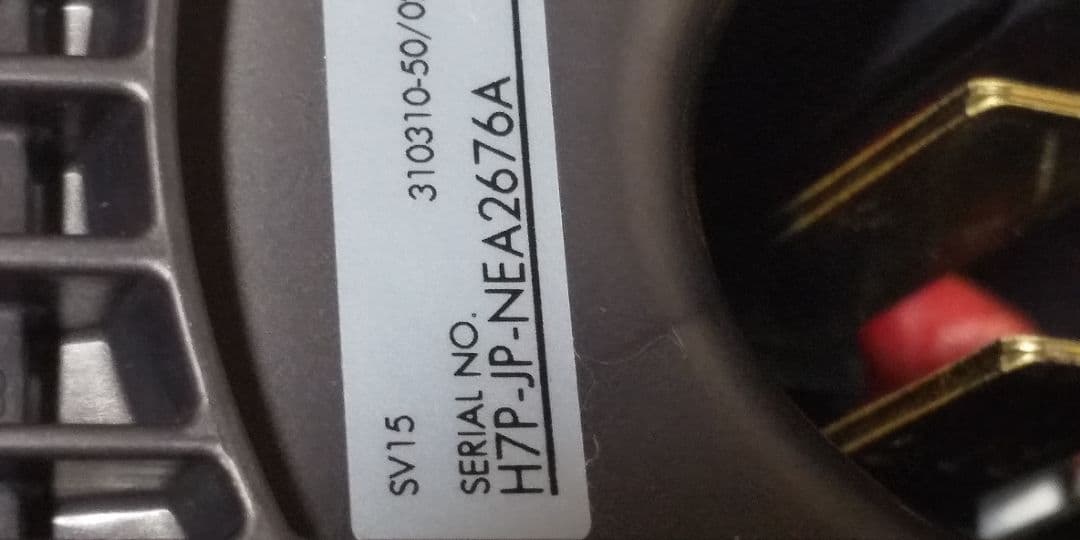 SV15 310310-50/0
SERIAL NO.
H7P-JP-NEA2676A